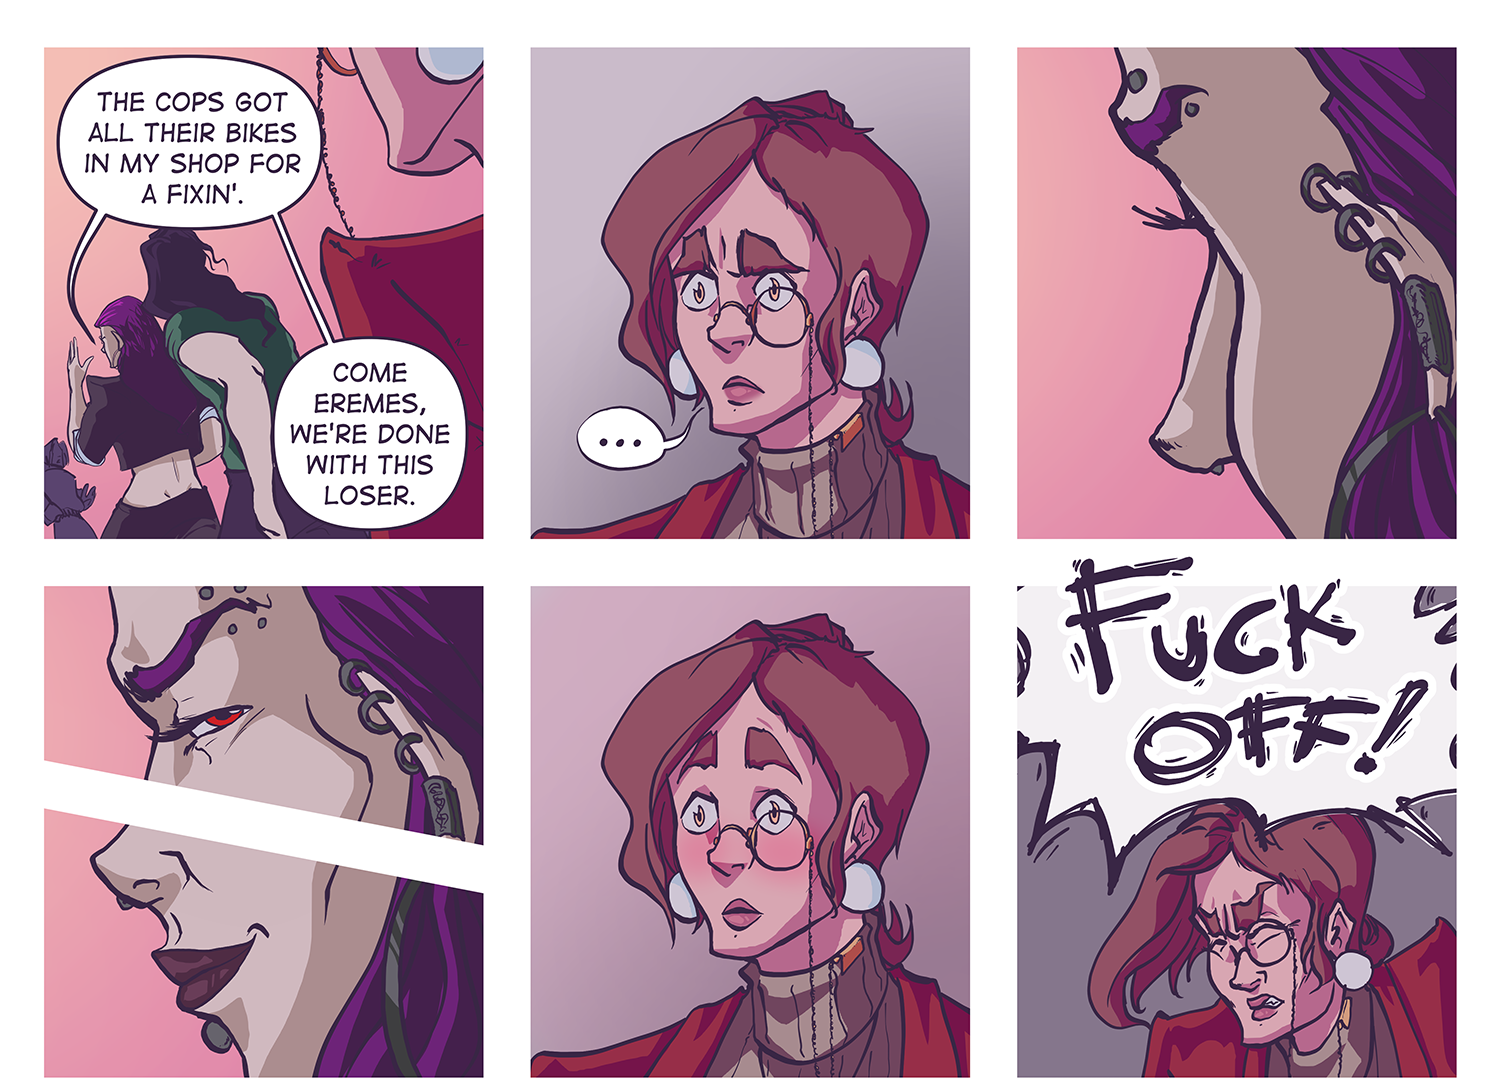 THE COPS GOT
ALL THEIR BIKES
IN MY SHOP FOR
A FIXIN'.
COME
EREMES,
WE'RE DONE
WITH THIS
LOSER.
...
FUCK
OFF!